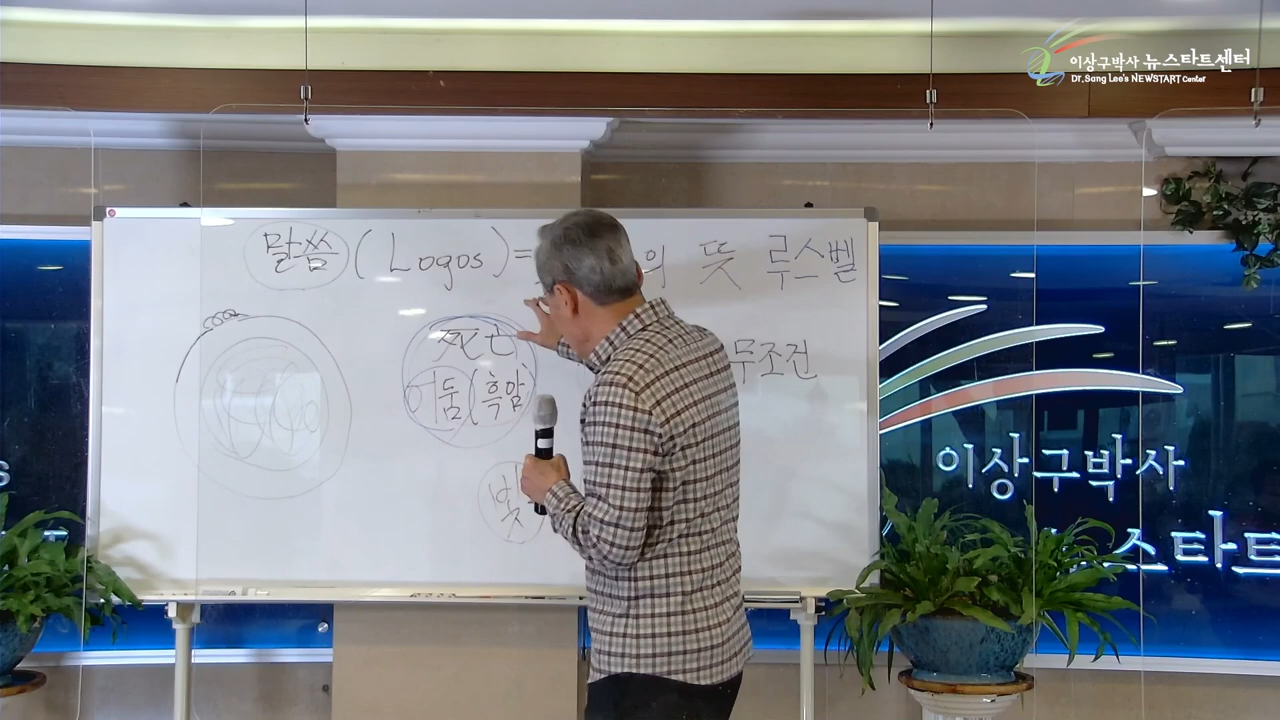 이상구박사 뉴스타트센터
Dr. Sang Lee's NEWSTART Center
말씀 (Logos) = 의 뜻 루스벨
死亡
어둠 (흑암)
무조건
빛
이상구박사
스타트
s